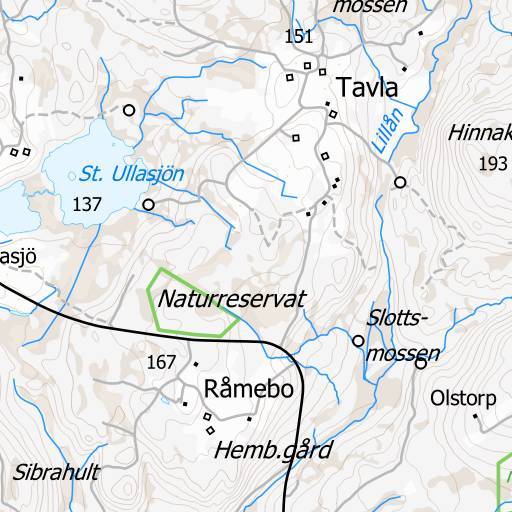 mossen
151
Tavla
Lillån
Hinnak
193
St. Ullasjön
137
asjö
Naturreservat
Slotts-
mossen
167
Råmebo
Olstorp
Hemb.gård
Sibrahult